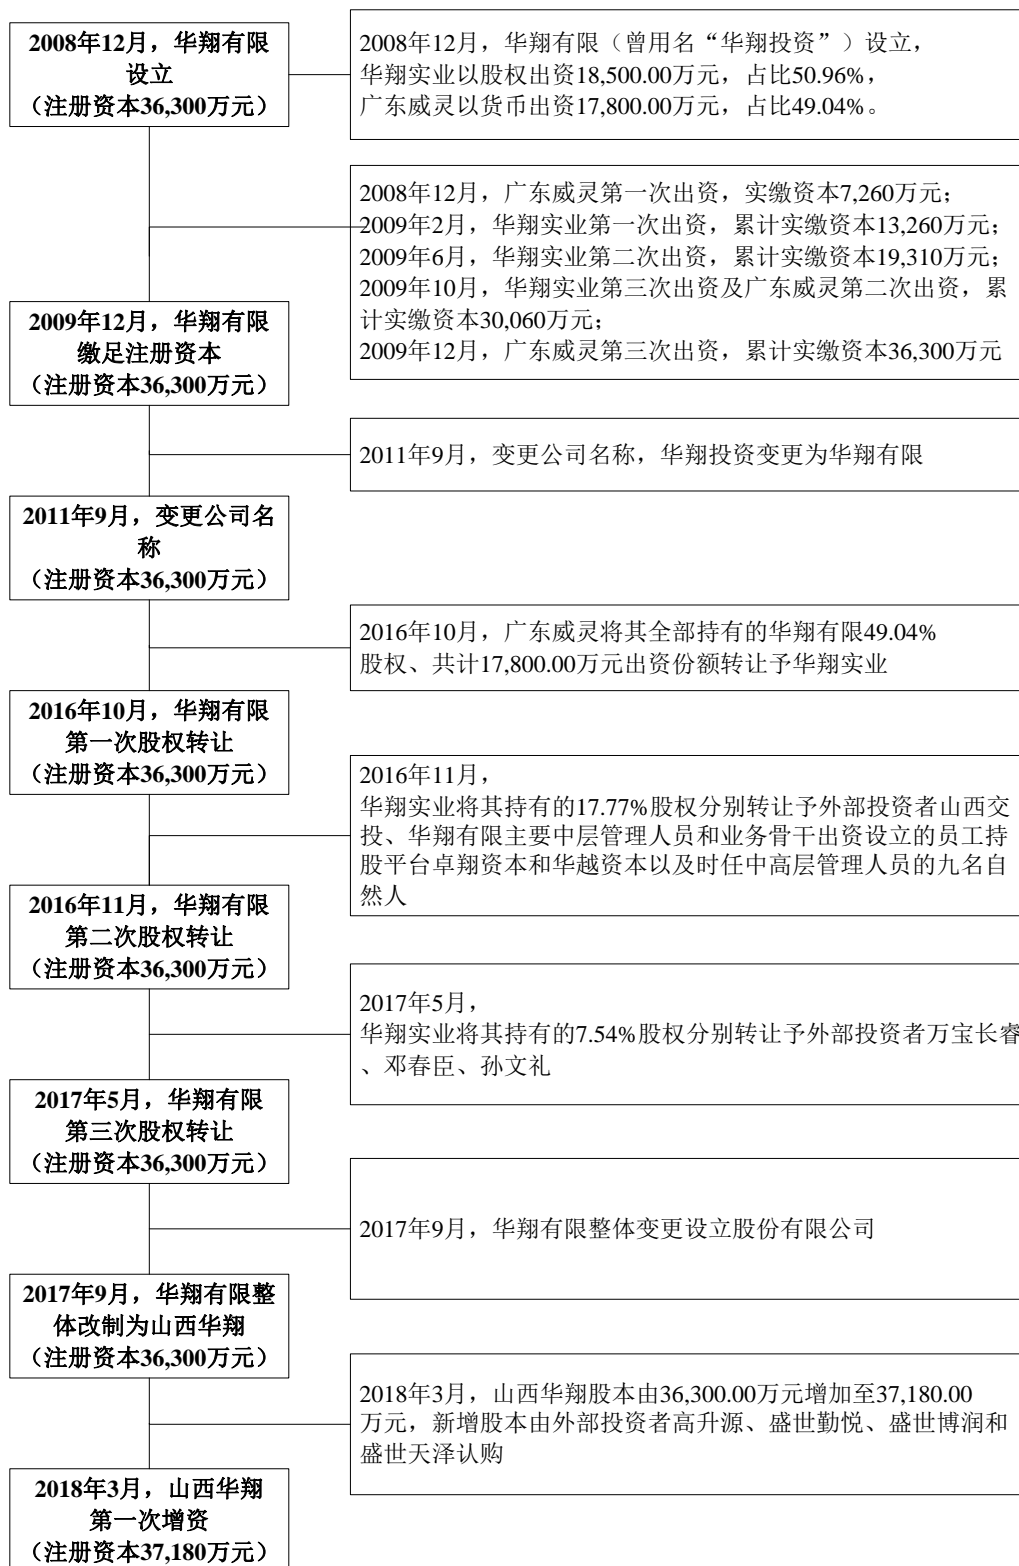 2008年12月，华翔有限
设立
（注册资本36,300万元）
2008年12月，华翔有限（曾用名“华翔投资”）设立，
华翔实业以股权出资18,500.00万元，占比50.96%，
广东威灵以货币出资17,800.00万元，占比49.04%。
2008年12月，广东威灵第一次出资，实缴资本7,260万元；
2009年2月，华翔实业第一次出资，累计实缴资本13,260万元；
2009年6月，华翔实业第二次出资，累计实缴资本19,310万元；
2009年10月，华翔实业第三次出资及广东威灵第二次出资，累
计实缴资本30,060万元；
2009年12月，广东威灵第三次出资，累计实缴资本36,300万元
2009年12月，华翔有限
缴足注册资本
（注册资本36,300万元）
2011年9月，变更公司名称，华翔投资变更为华翔有限
2011年9月，变更公司名
称
（注册资本36,300万元）
2016年10月，广东威灵将其全部持有的华翔有限49.04%
股权、共计17,800.00万元出资份额转让予华翔实业
2016年10月，华翔有限
第一次股权转让
（注册资本36,300万元）
2016年11月，
华翔实业将其持有的17.77%股权分别转让予外部投资者山西交
投、华翔有限主要中层管理人员和业务骨干出资设立的员工持
股平台卓翔资本和华越资本以及时任中高层管理人员的九名自
然人
2016年11月，华翔有限
第二次股权转让
（注册资本36,300万元）
2017年5月，
华翔实业将其持有的7.54%股权分别转让予外部投资者万宝长睿
、邓春臣、孙文礼
2017年5月，华翔有限
第三次股权转让
（注册资本36,300万元）
2017年9月，华翔有限整体变更设立股份有限公司
2017年9月，华翔有限整
体改制为山西华翔
（注册资本36,300万元）
2018年3月，山西华翔股本由36,300.00万元增加至37,180.00
万元，新增股本由外部投资者高升源、盛世勤悦、盛世博润和
盛世天泽认购
2018年3月，山西华翔
第一次增资
（注册资本37,180万元）